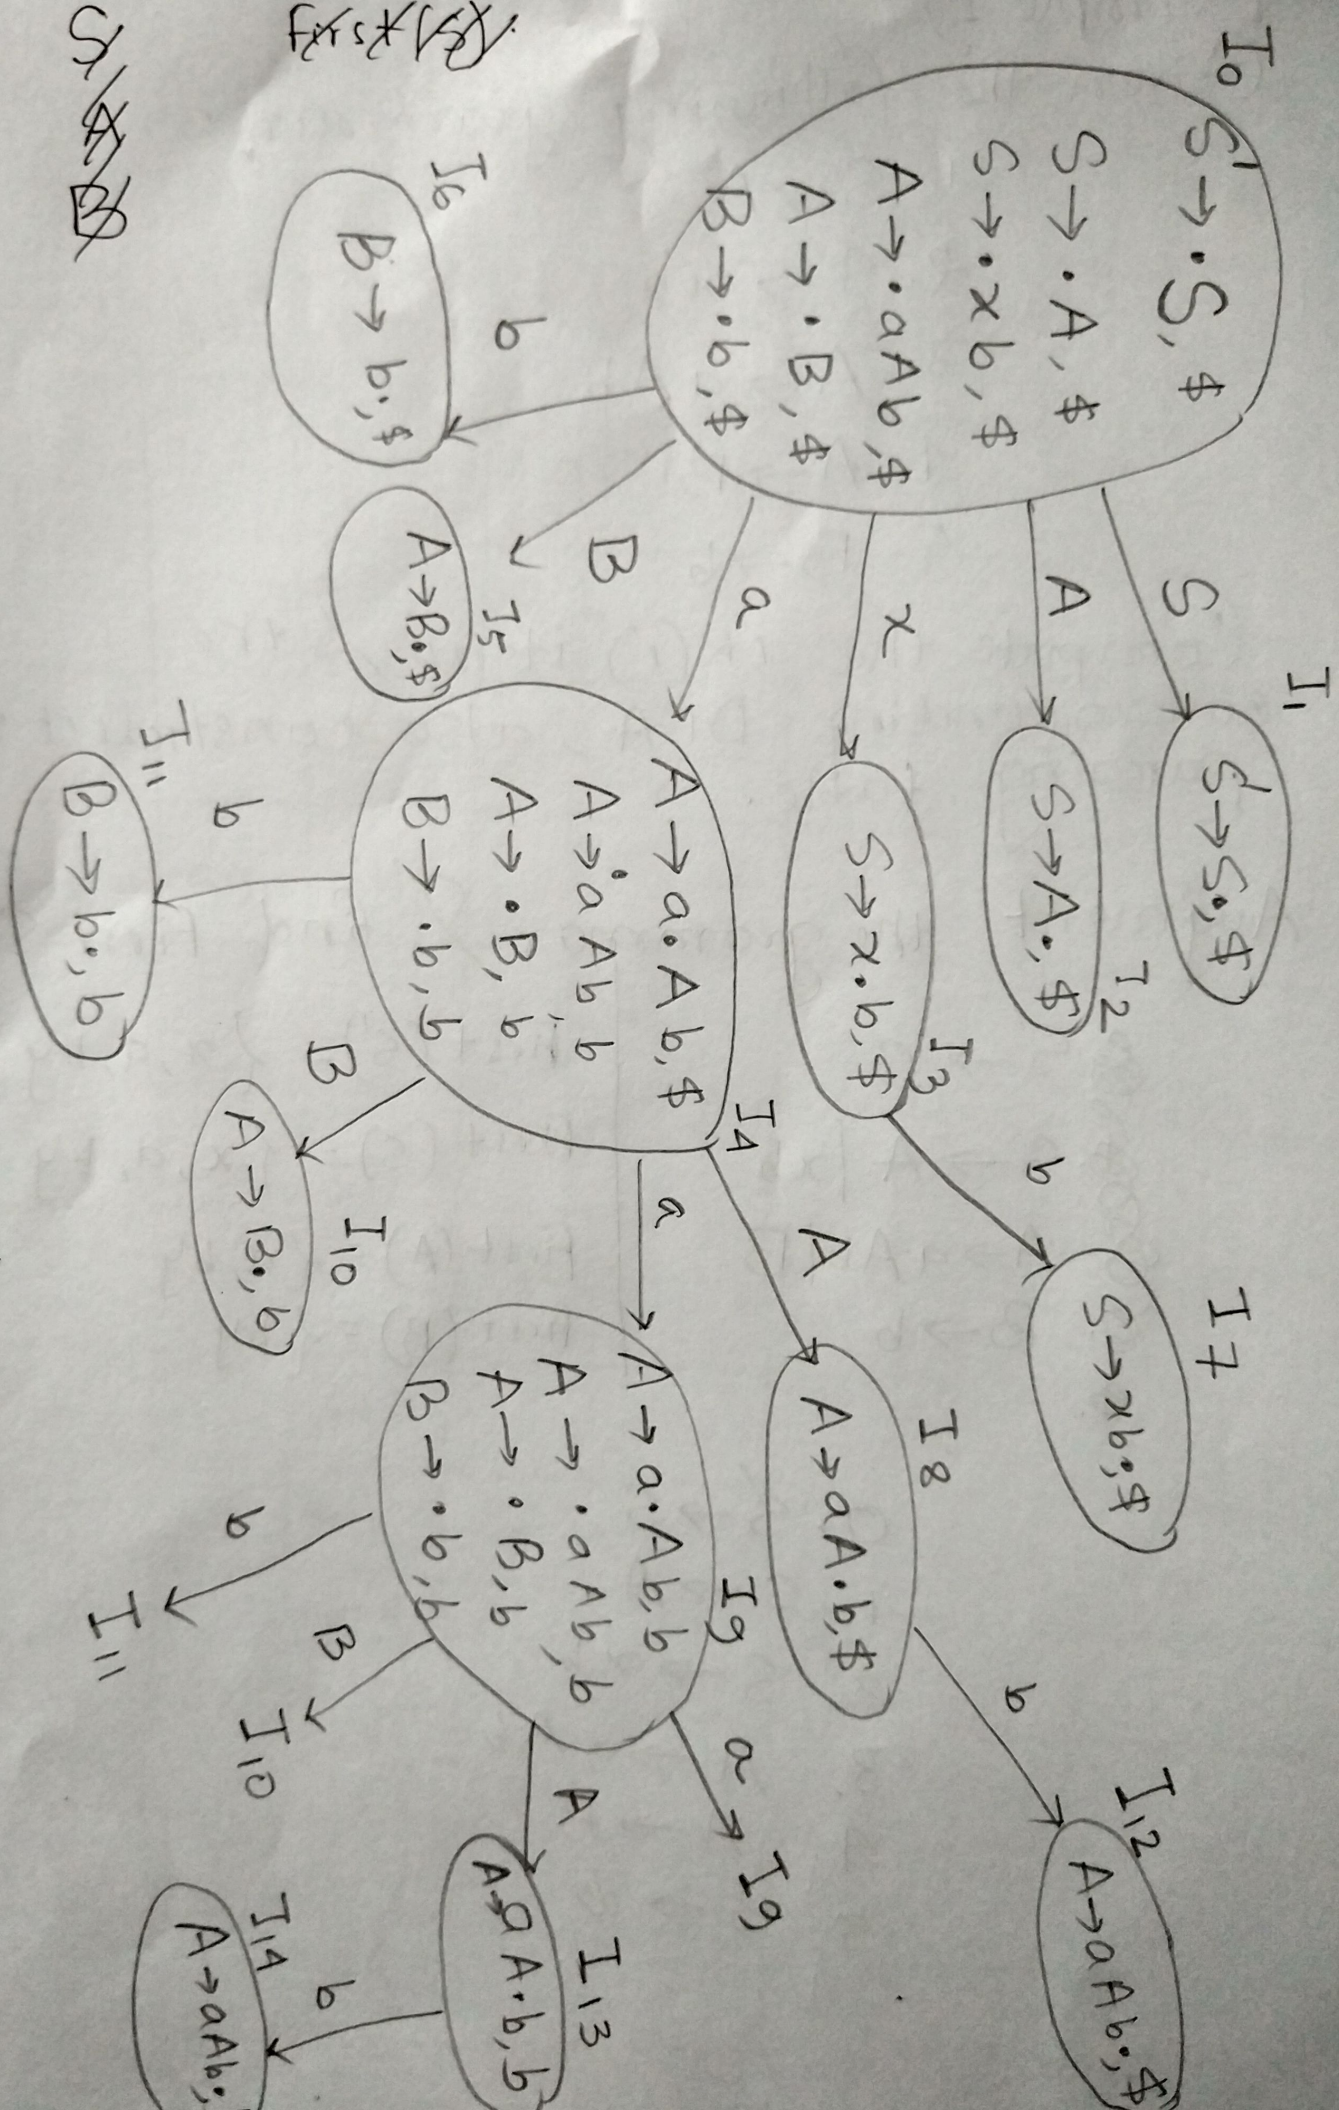 I0
S' → .S, $
S → .A, $
S → .xb, $
A → .aAb, $
A → .B, $
B → .b, $
S
I1
S' → S., $
A
I2
S → A., $
x
I3
S → x.b, $
b
I7
S → xb., $
a
I4
A → a.Ab, $
A → .aAb, b
A → .B, b
B → .b, b
B
I5
A → B., $
b
I6
B → b., $
A
I8
A → aA.b, $
b
I12
A → aAb., $
a
I9
A → a.Ab, b
A → .aAb, b
A → .B, b
B → .b, b
B
I10
A → B., b
b
I11
B → b., b
a
I9
A
I13
A → aA.b, b
b
I14
A → aAb.,
B
I10
b
I11
S
A
B